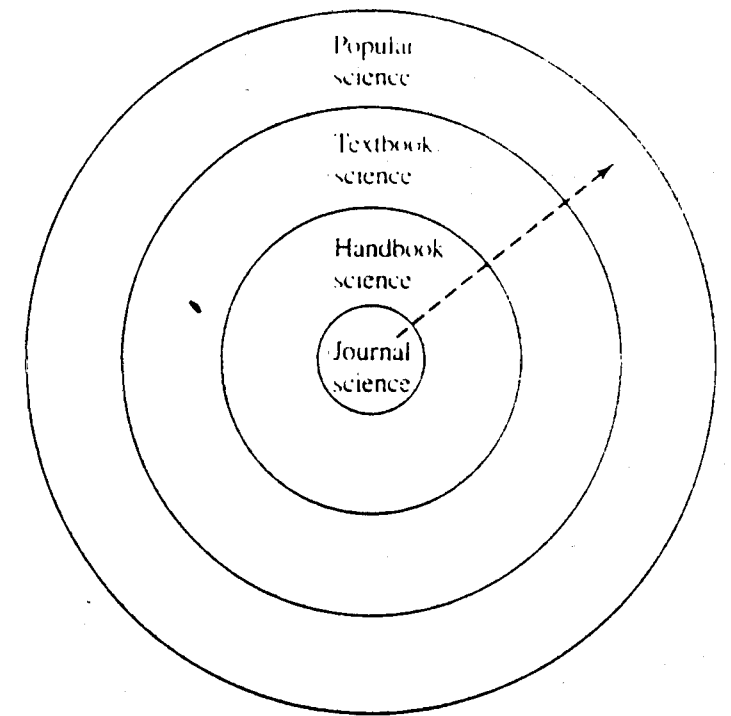 Popular
science
Textbook
science
Handbook
science
Journal
science